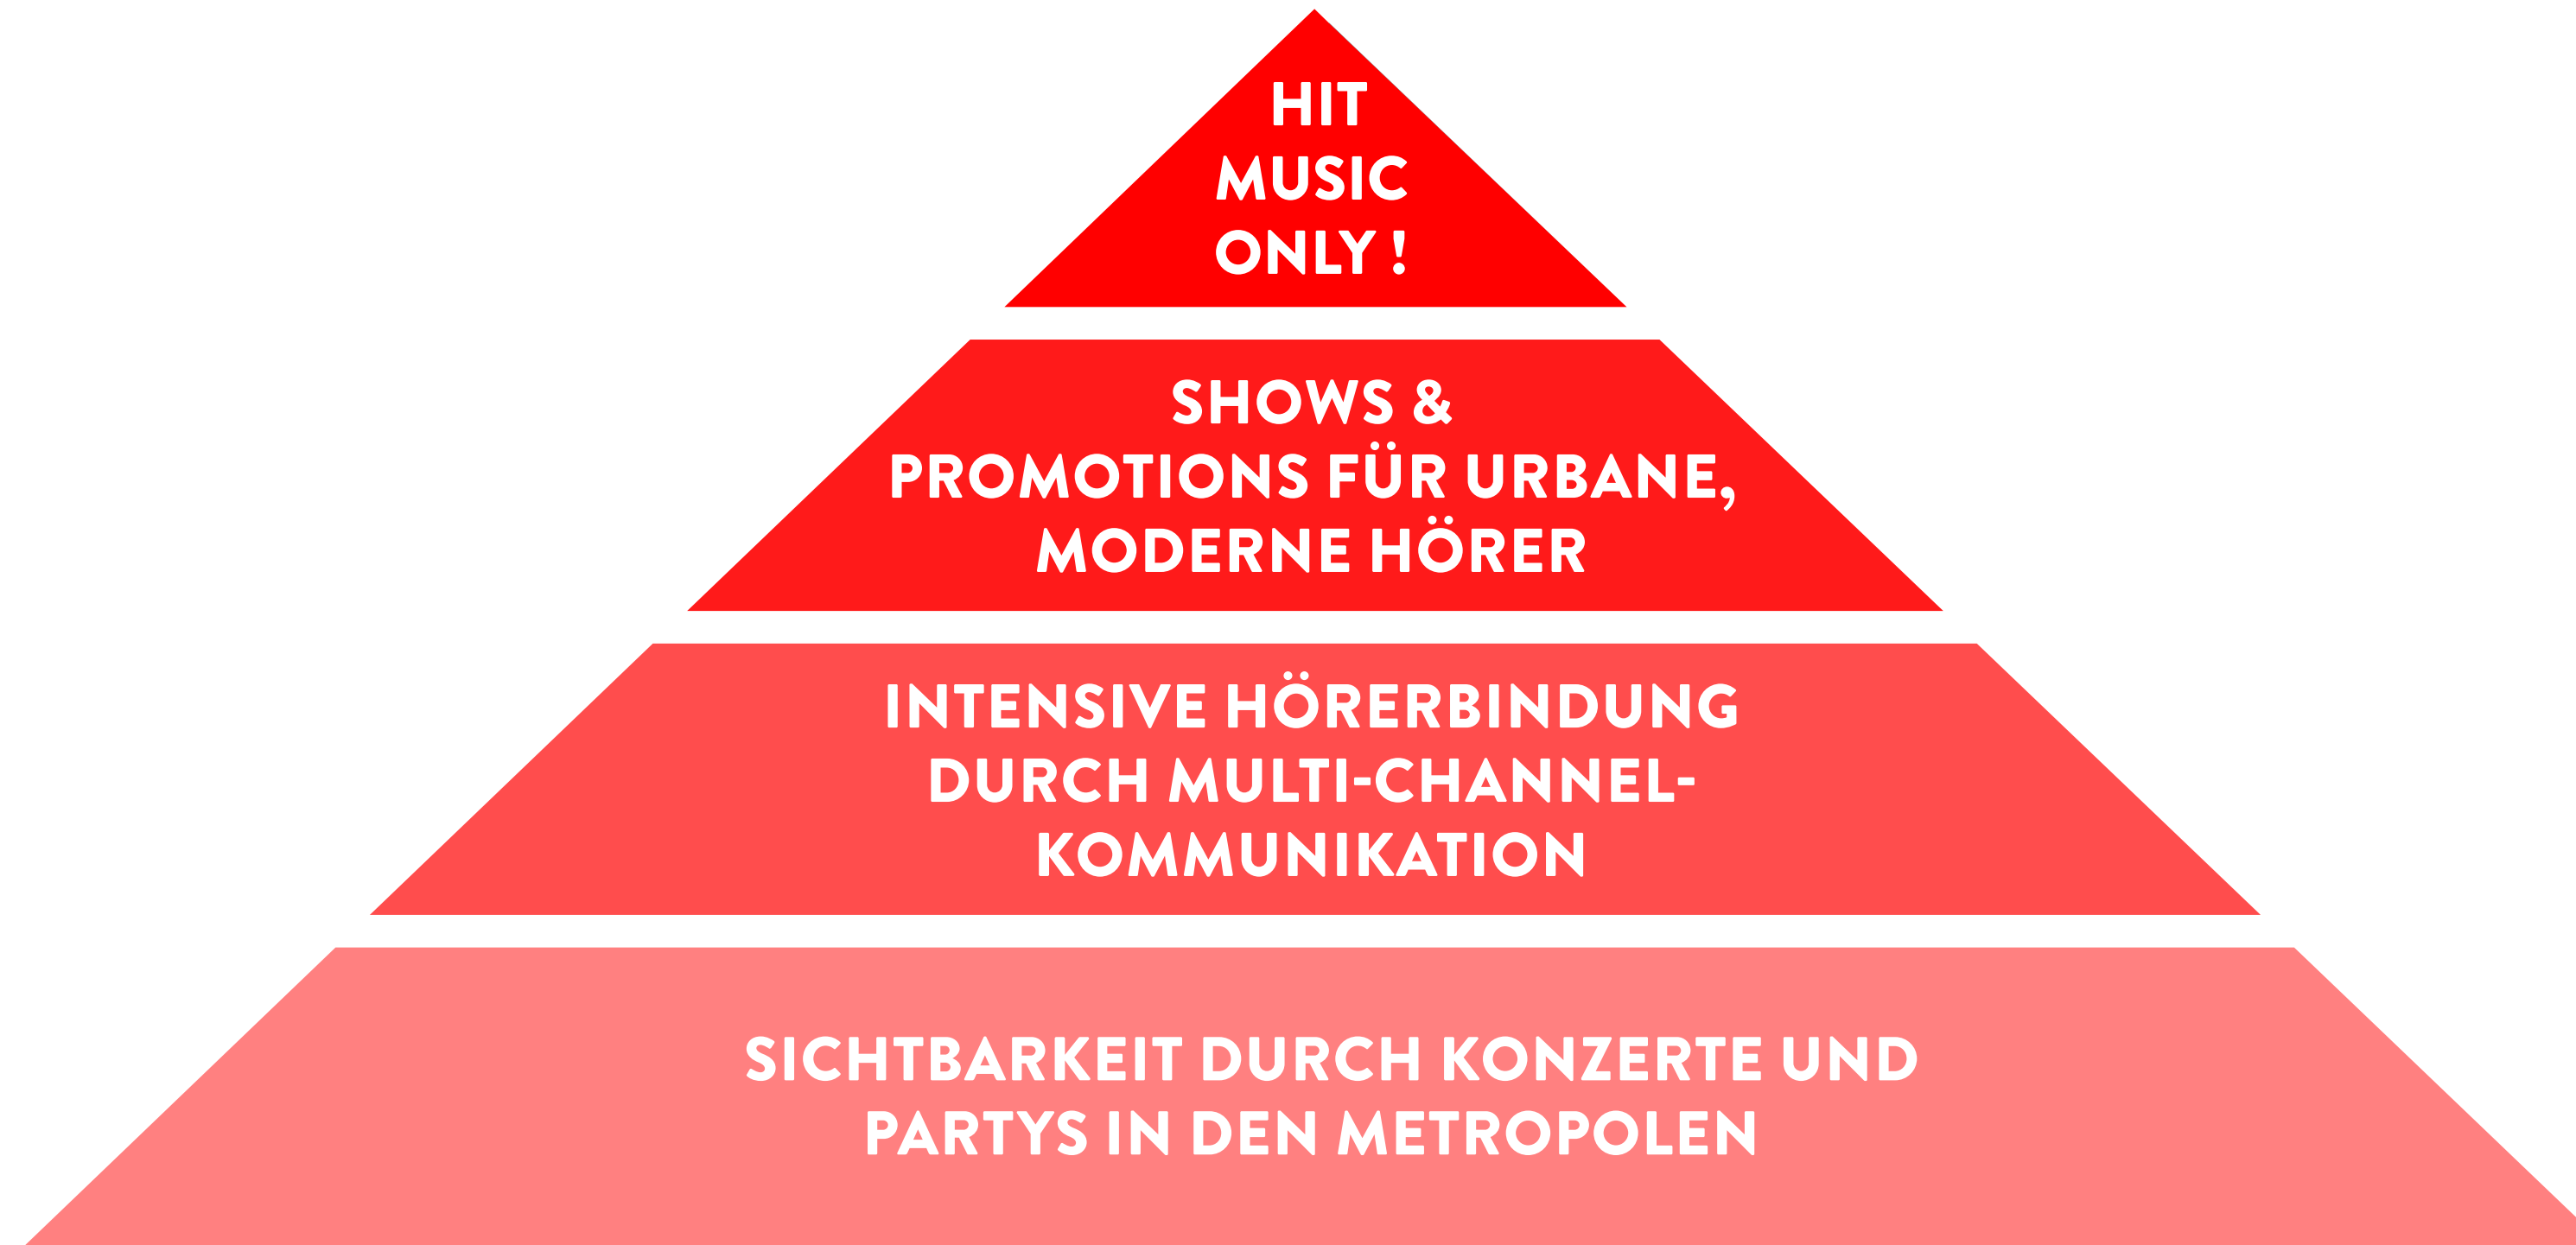 HIT
MUSIC
ONLY !
SHOWS &
PROMOTIONS FÜR URBANE,
MODERNE HÖRER
INTENSIVE HÖRERBINDUNG
DURCH MULTI-CHANNEL-
KOMMUNIKATION
SICHTBARKEIT DURCH KONZERTE UND
PARTYS IN DEN METROPOLEN